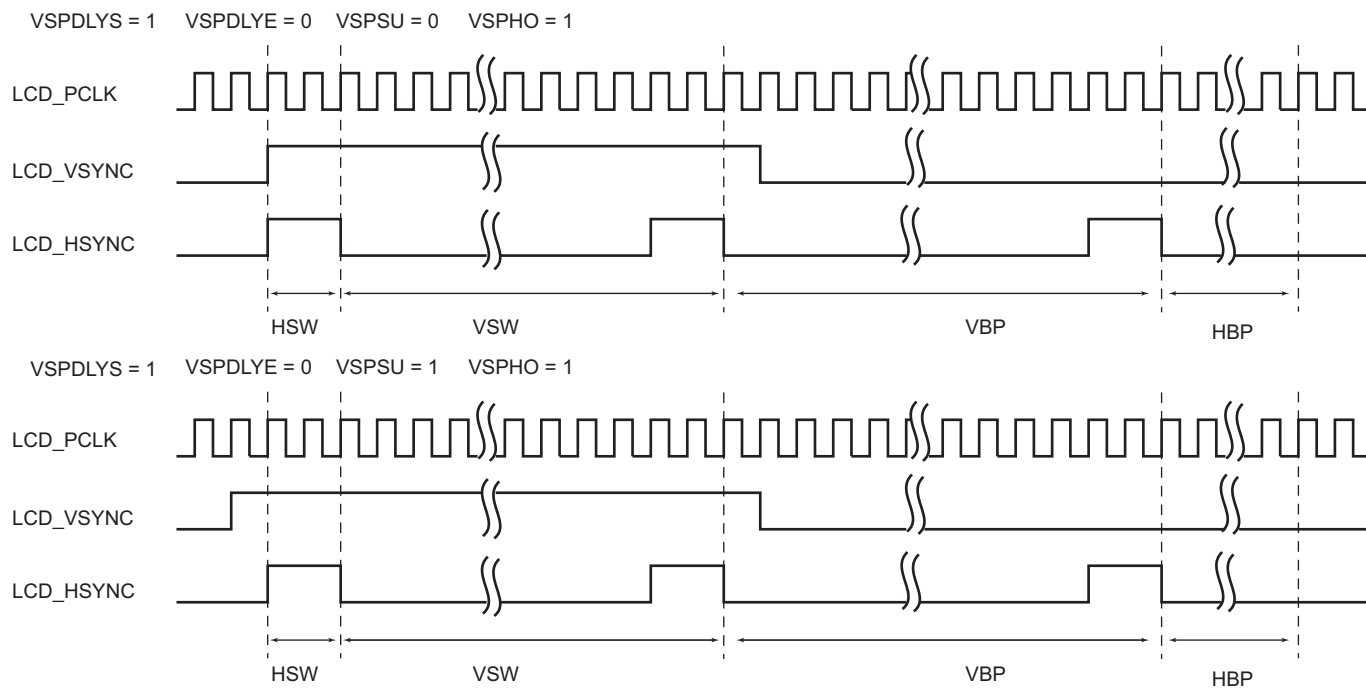 VSPDLYS = 1 VSPDLYE = 0 VSPSU = 0 VSPHO = 1
LCD_PCLK
LCD_VSYNC
LCD_HSYNC
HSW VSW VBP HBP
VSPDLYS = 1 VSPDLYE = 0 VSPSU = 1 VSPHO = 1
LCD_PCLK
LCD_VSYNC
LCD_HSYNC
HSW VSW VBP HBP